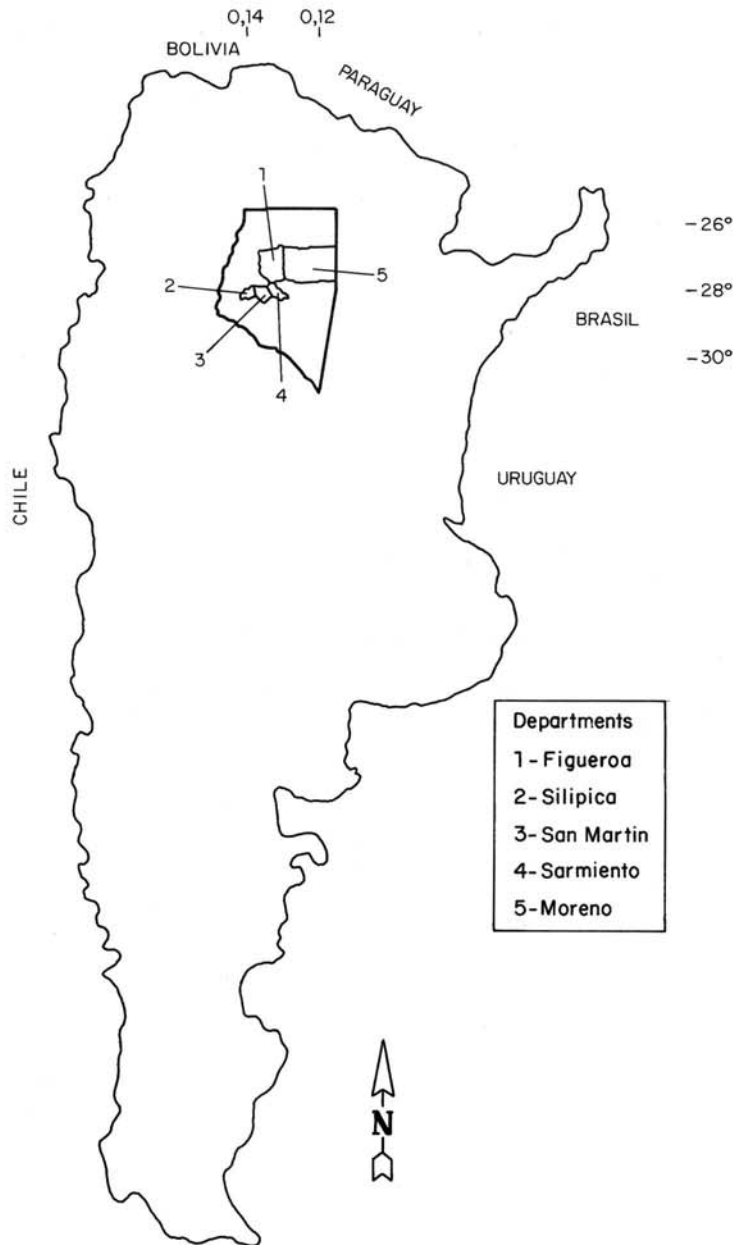 0,14 0,12
BOLIVIA
PARAGUAY
1
-26°
5
2
-28°
BRASIL
3
-30°
4
CHILE
URUGUAY
Departments
1-Figueroa
2-Silipica
3-San Martin
4-Sarmiento
5-Moreno
N